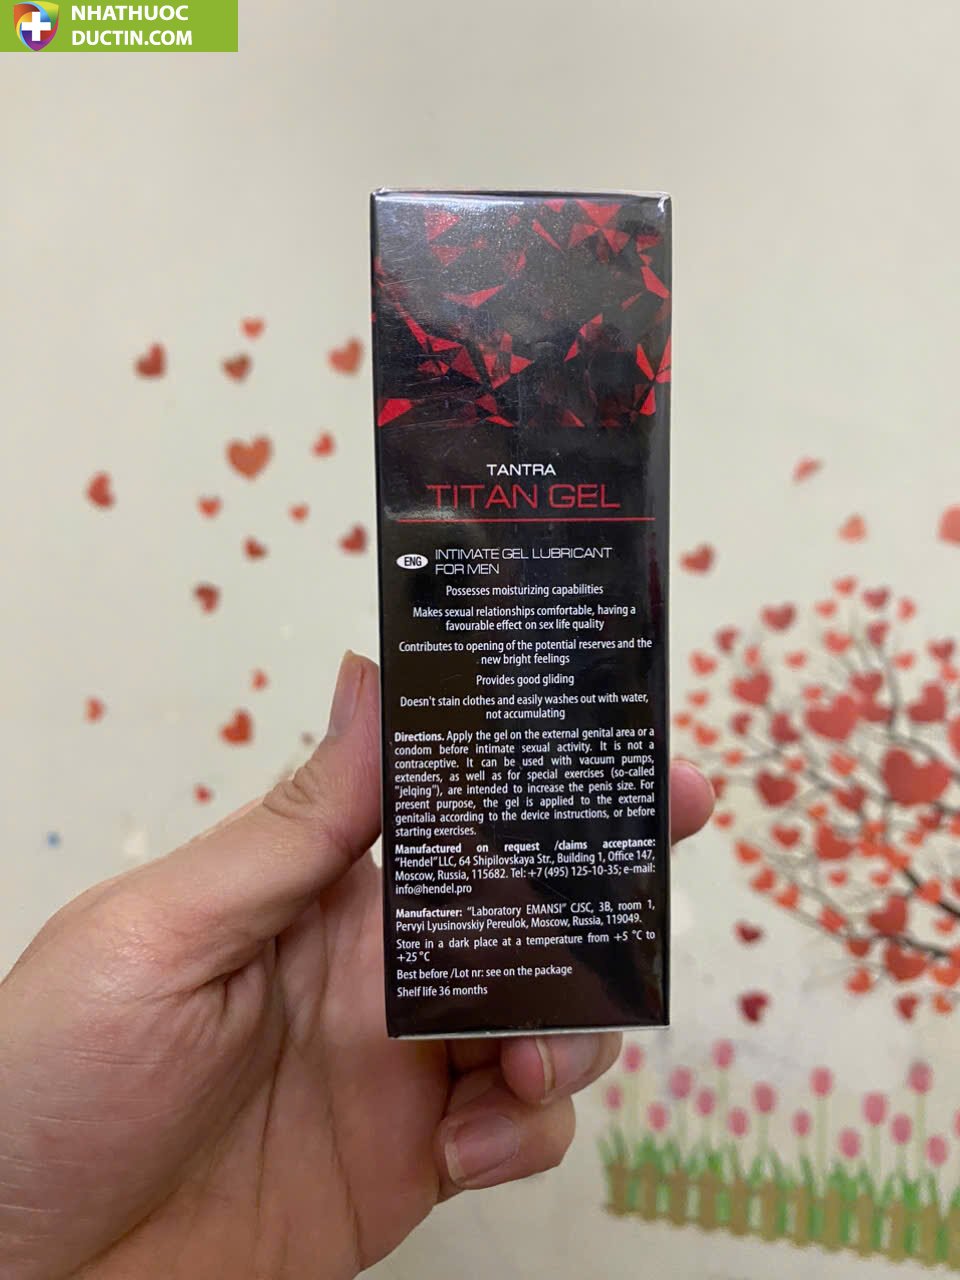 NHATHUOC
DUCTIN.COM
TANTRA
TITAN GEL
ENG
INTIMATE GEL LUBRICANT
FOR MEN
Possesses moisturizing capabilities
Makes sexual relationships comfortable, having a
favourable effect on sex life quality
Contributes to opening of the potential reserves and the
new bright feelings
Provides good gliding
Doesn't stain clothes and easily washes out with water,
not accumulating
Directions. Apply the gel on the external genital area or a
condom before intimate sexual activity. It is not a
contraceptive. It can be used with vacuum pumps,
extenders, as well as for special exercises (so-called
"jelqing"), are intended to increase the penis size. For
present purpose, the gel is applied to the external
genitalia according to the device instructions, or before
starting exercises.
Manufactured on request /claims acceptance:
"Hendel" LLC, 64 Shipilovskaya Str., Building 1, Office 147,
Moscow, Russia, 115682. Tel: +7 (495) 125-10-35; e-mail:
info@hendel.pro
Manufacturer: "Laboratory EMANSI" CJSC, 3B, room 1,
Pervyi Lyusinovskiy Pereulok, Moscow, Russia, 119049.
Store in a dark place at a temperature from +5 °C to
+25 °C
Best before /Lot nr: see on the package
Shelf life 36 months